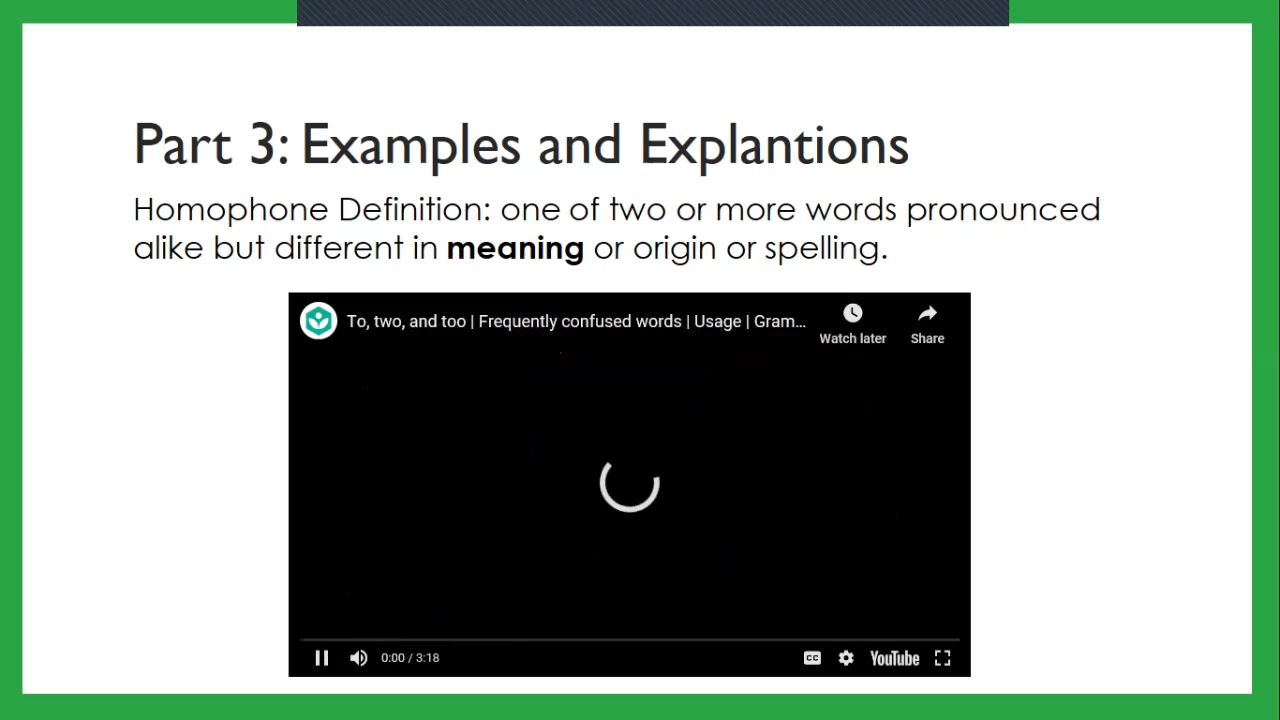 Part 3: Examples and Explantions
Homophone Definition: one of two or more words pronounced
alike but different in meaning or origin or spelling.
To, two, and too | Frequently confused words | Usage | Gram...
Watch later
Share
0:00 / 3:18
CC
YouTube